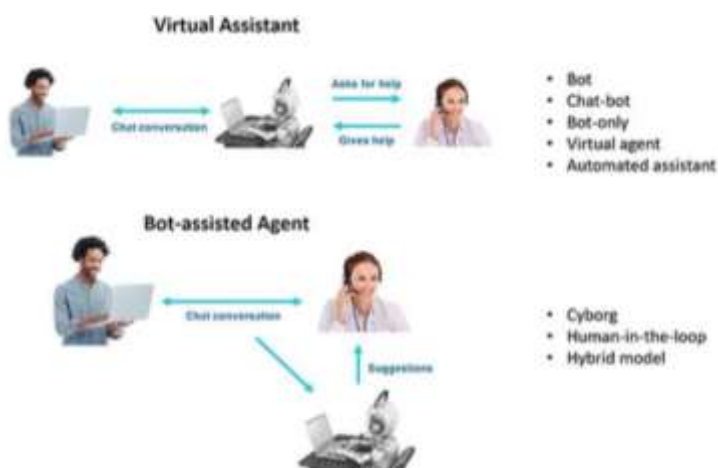 Virtual Assistant
Asks for help
Chat conversation
Gives help
• Bot
• Chat-bot
• Bot-only
• Virtual agent
• Automated assistant
Bot-assisted Agent
Chat conversation
Suggestions
• Cyborg
• Human-in-the-loop
• Hybrid model